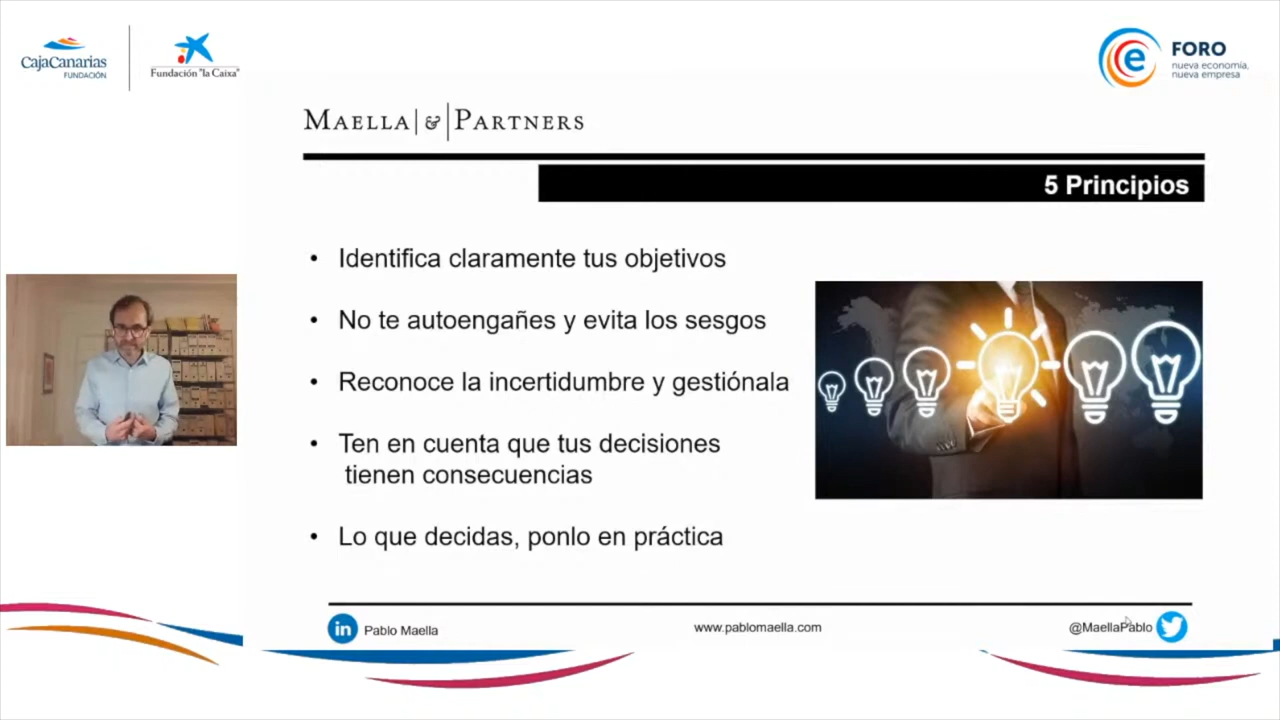 CajaCanarias
FUNDACIÓN
Fundación "la Caixa"
FORO
nueva economía,
nueva empresa
MAELLA & PARTNERS
5 Principios
• Identifica claramente tus objetivos
• No te autoengañes y evita los sesgos
• Reconoce la incertidumbre y gestiónala
• Ten en cuenta que tus decisiones
tienen consecuencias
• Lo que decidas, ponlo en práctica
in Pablo Maella
www.pablomaella.com
@MaellaPablo